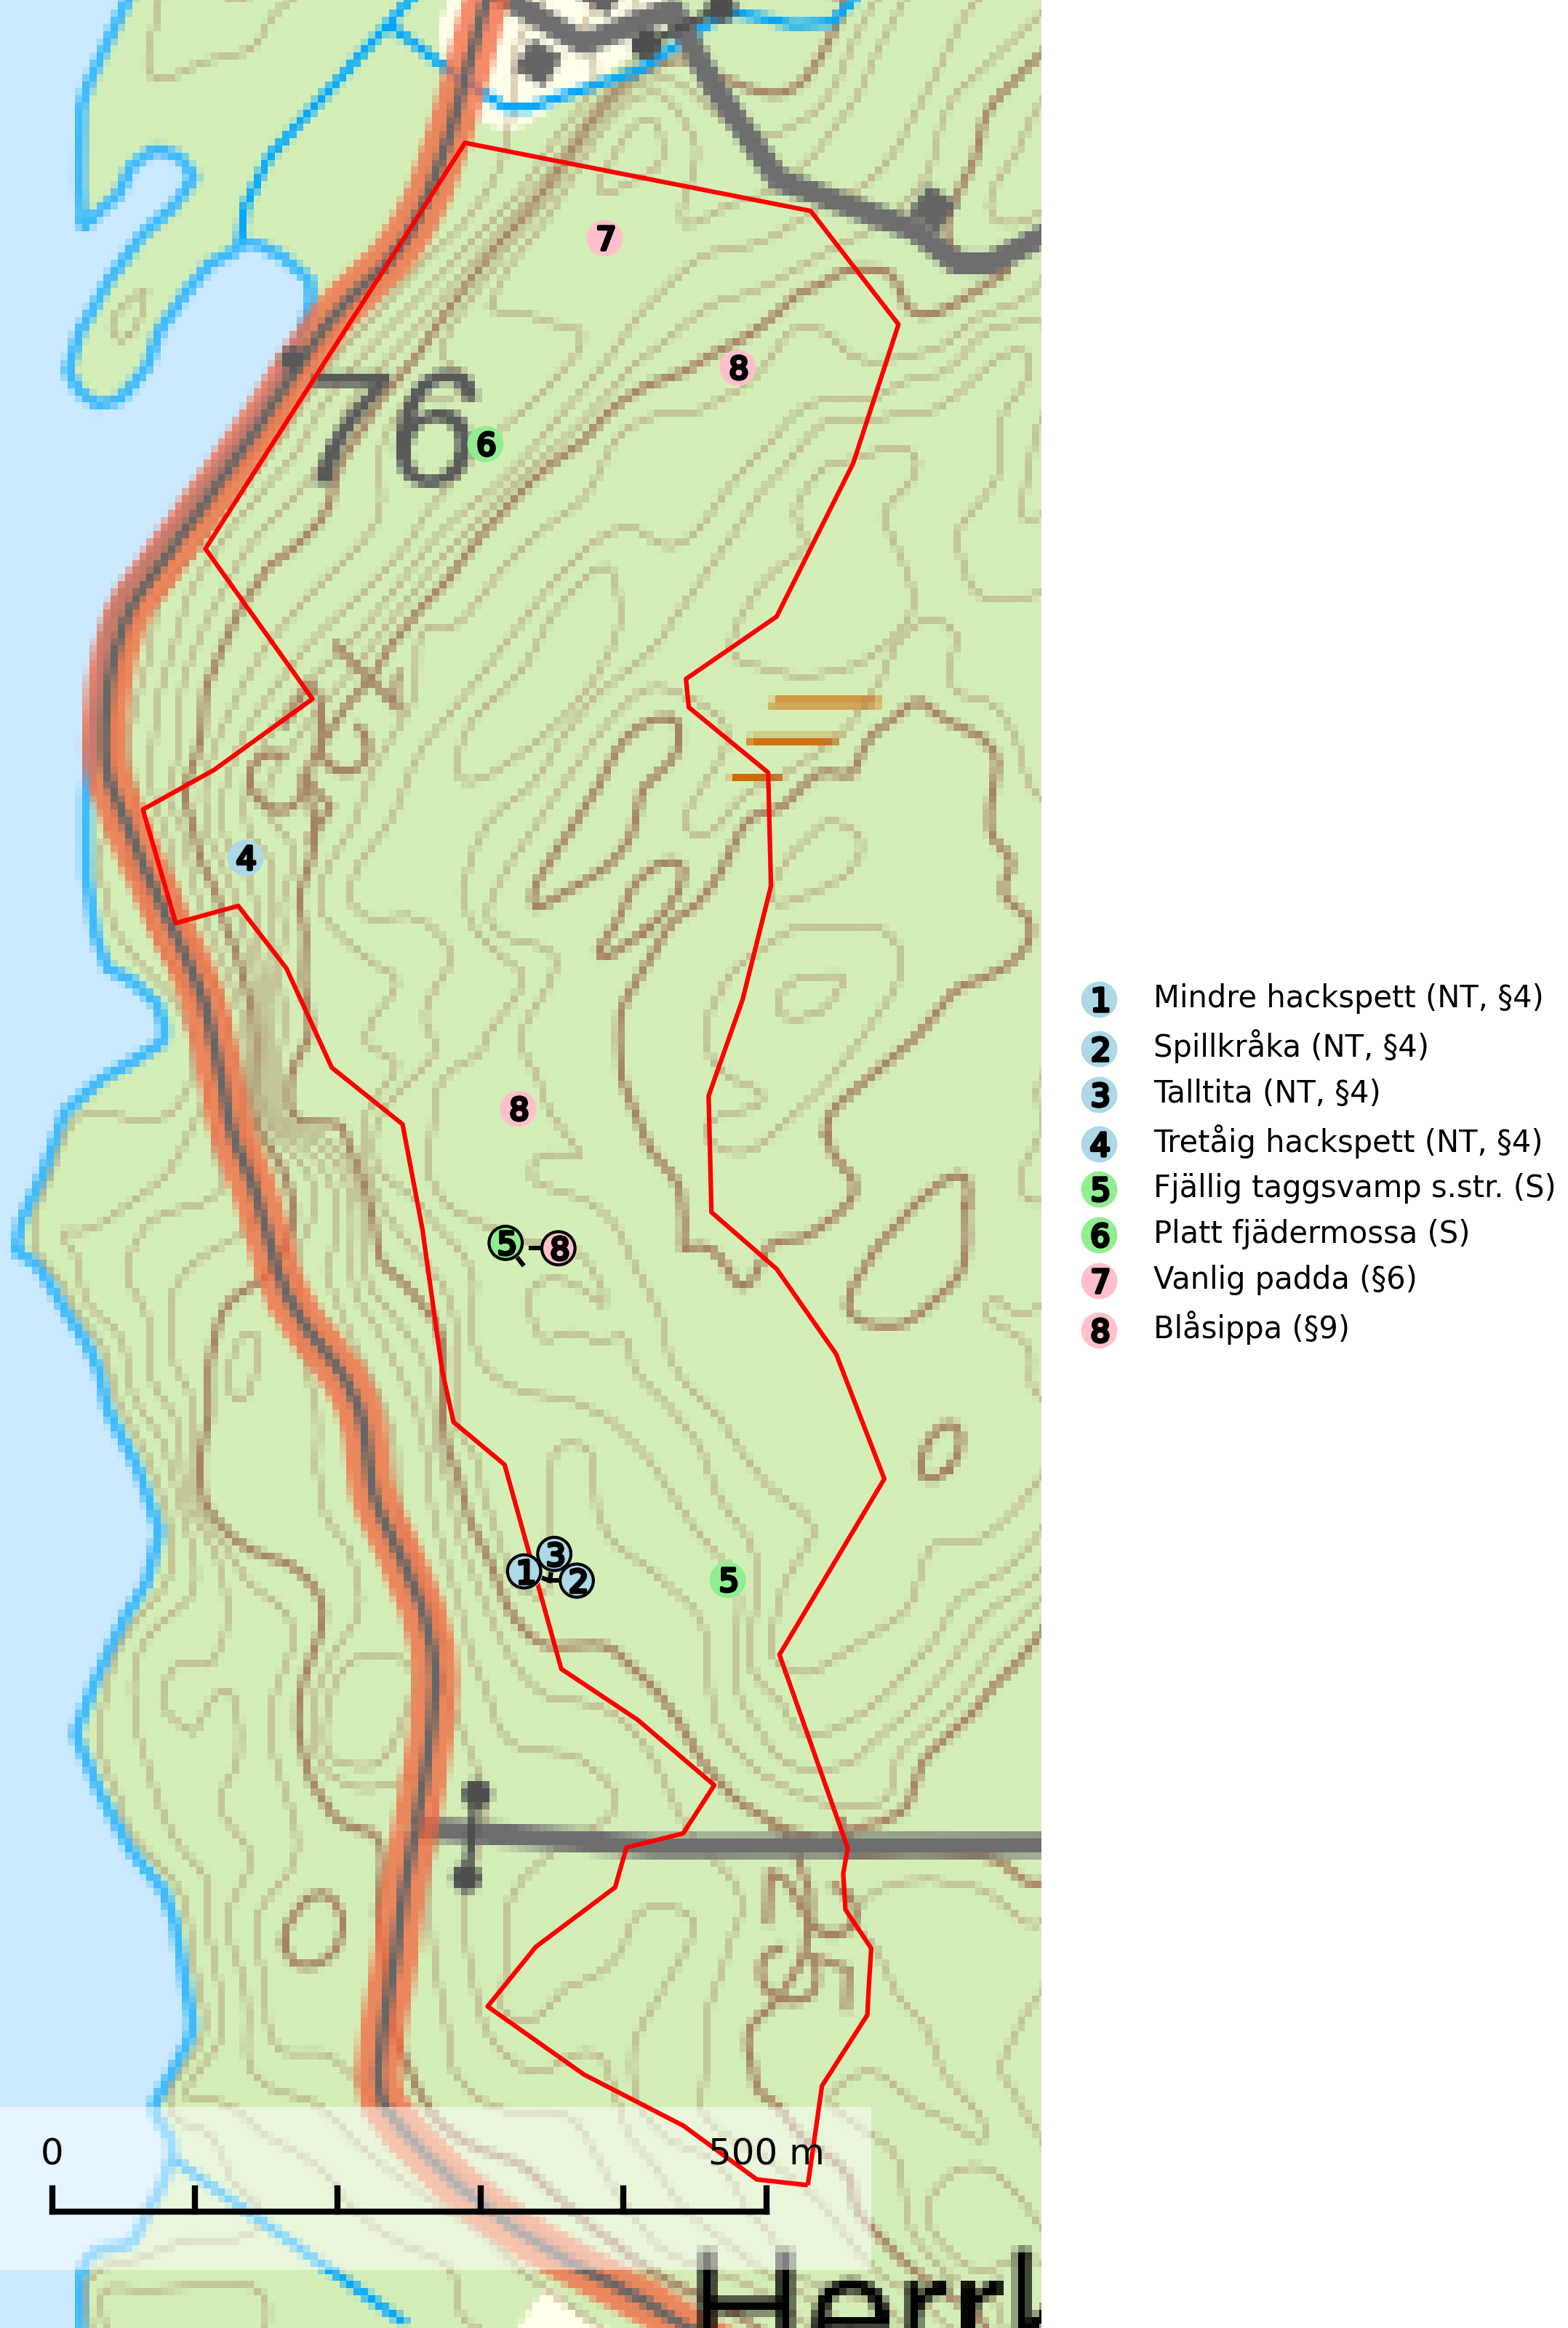 7
8
76
6
4
8
5 8
3
1 2
5
1 Mindre hackspett (NT, §4)
2 Spillkråka (NT, §4)
3 Talltita (NT, §4)
4 Tretåig hackspett (NT, §4)
5 Fjällig taggsvamp s.str. (S)
6 Platt fjädermossa (S)
7 Vanlig padda (§6)
8 Blåsippa (§9)
0 500 m